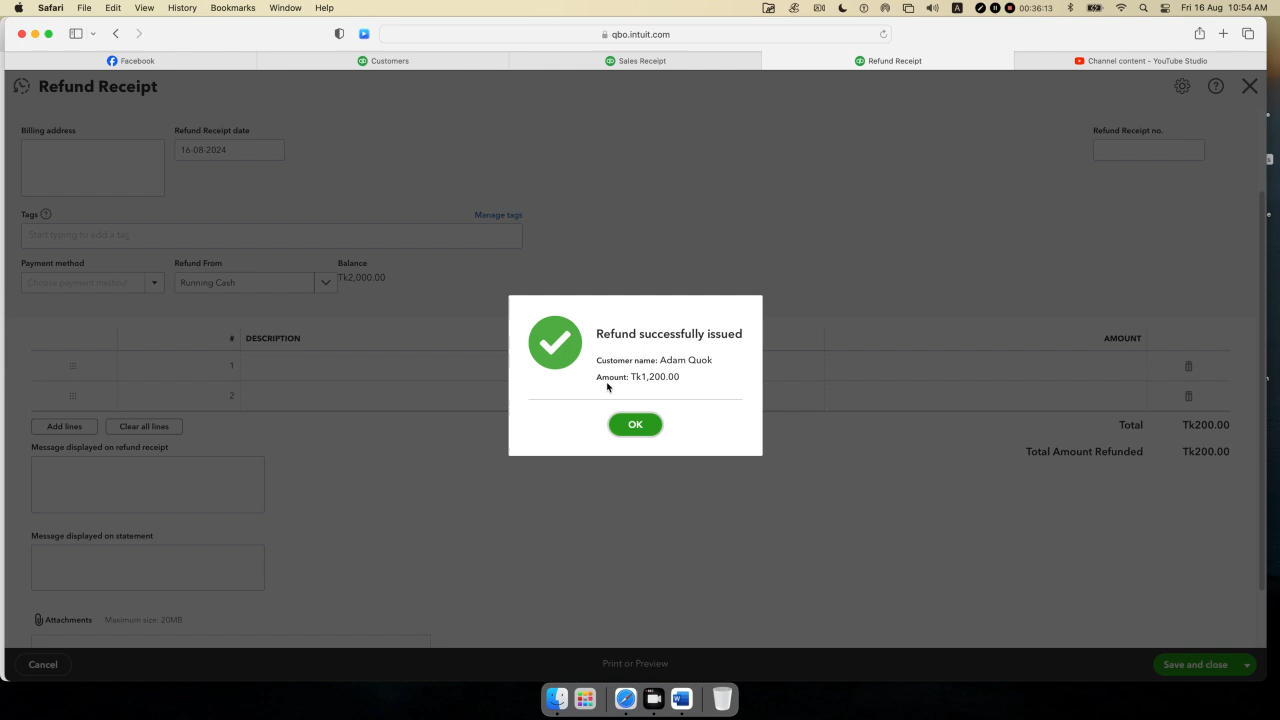 Safari File Edit View History Bookmarks Window Help A 00:36:13 Fri 16 Aug 10:54 AM
qbo.intuit.com
Facebook Customers Sales Receipt Refund Receipt Channel content - YouTube Studio
Refund Receipt
Billing address Refund Receipt date Refund Receipt no.
16-08-2024
Tags Manage tags
Start typing to add a tag
Payment method Refund From Balance
Choose payment method Running Cash Tk2,000.00
# DESCRIPTION AMOUNT
1
2
Refund successfully issued
Customer name: Adam Quok
Amount: Tk1,200.00
OK
Add lines Clear all lines Total Tk200.00
Message displayed on refund receipt Total Amount Refunded Tk200.00
Message displayed on statement
Attachments Maximum size: 20MB
Cancel Print or Preview Save and close